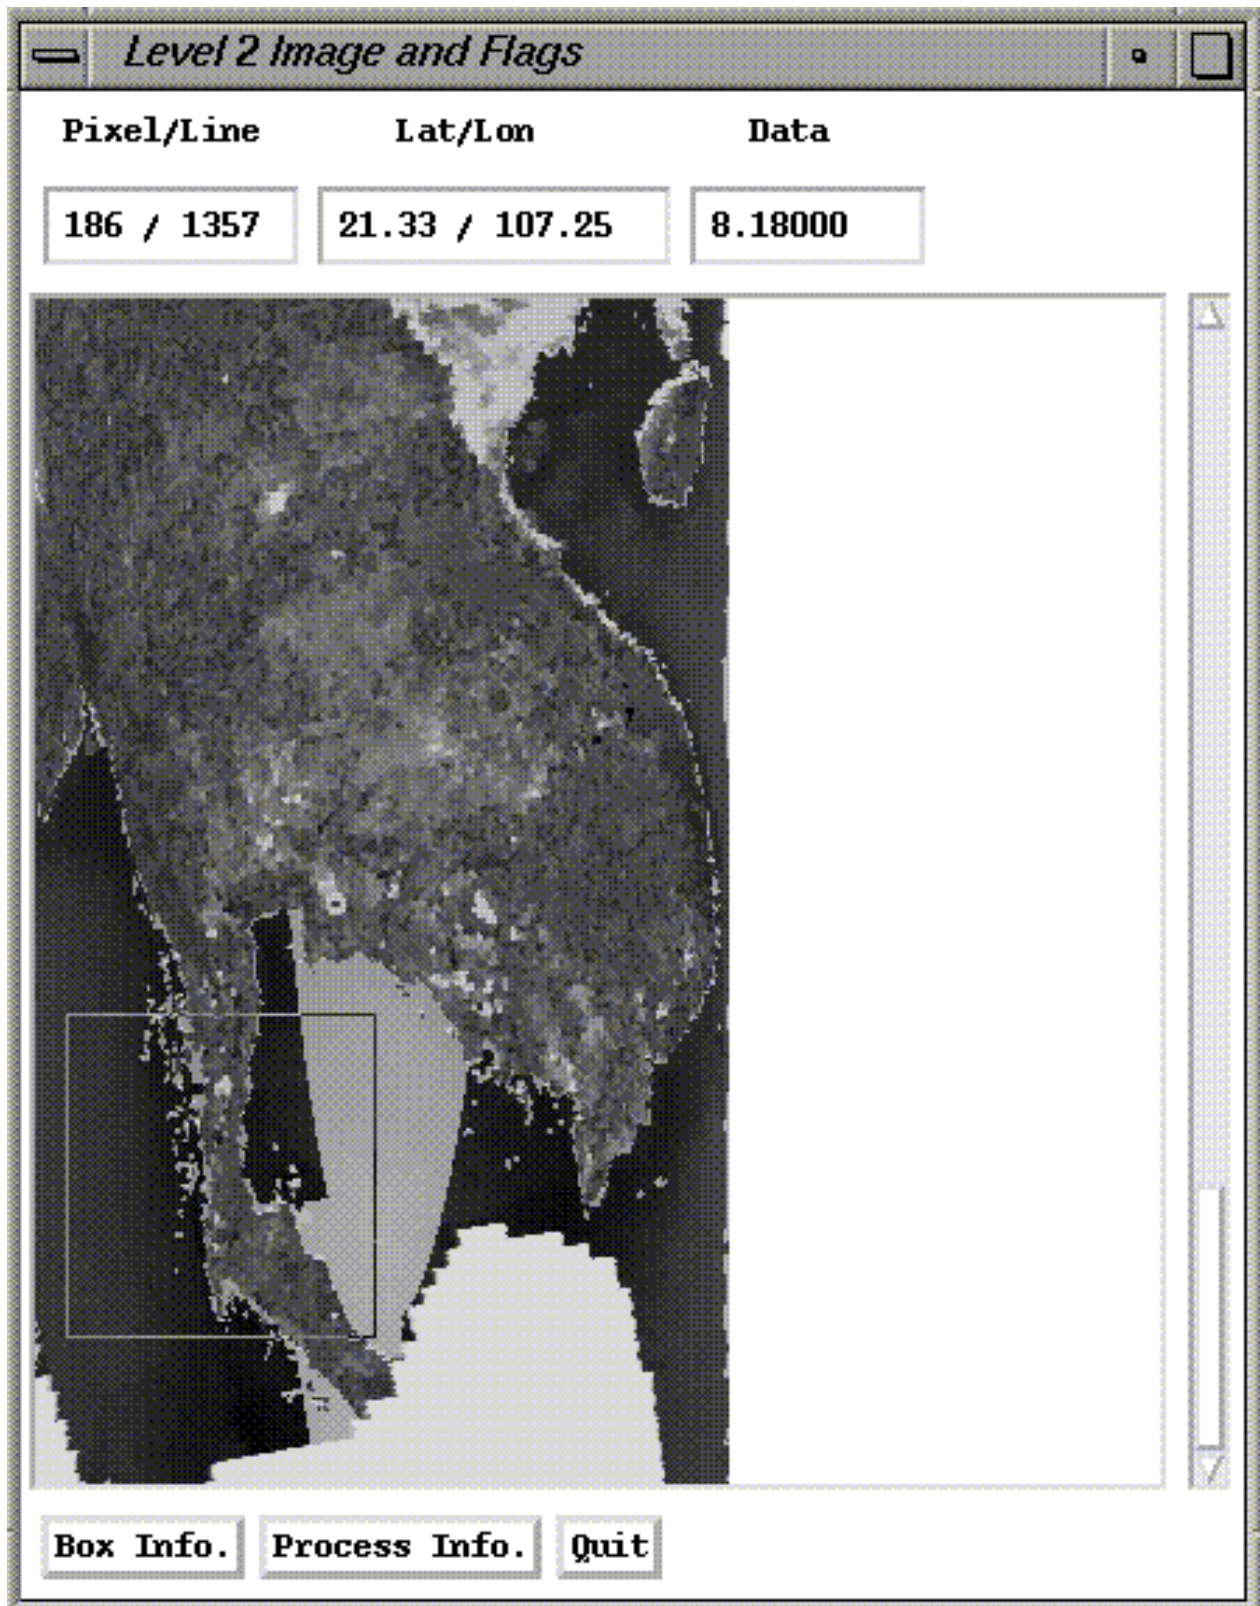 Level 2 Image and Flags
Pixel/Line Lat/Lon Data
186 / 1357 21.33 / 107.25 8.18000
Box Info. Process Info. Quit